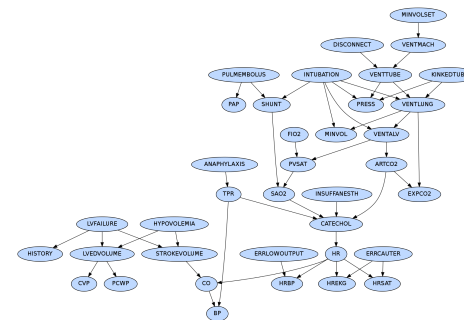 MINVOLSET
DISCONNECT VENTMACH
PULMEMBOLUS INTUBATION VENTTUBE KINKEDTUB
PAP SHUNT PRESS VENTLUNG
FIO2 MINVOL VENTALV
ANAPHYLAXIS PVSAT ARTCO2
TPR SAO2 INSUFFANESTH EXPCO2
LVFAILURE HYPOVOLEMIA CATECHOL
HISTORY LVEDVOLUME STROKEVOLUME ERRLOWOUTPUT HR ERRCAUTER
CVP PCWP CO HRBP HREKG HRSAT
BP